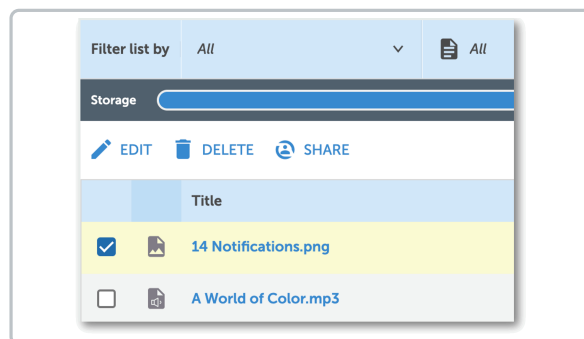 Filter list by All All
Storage
EDIT DELETE SHARE
Title
14 Notifications.png
A World of Color.mp3